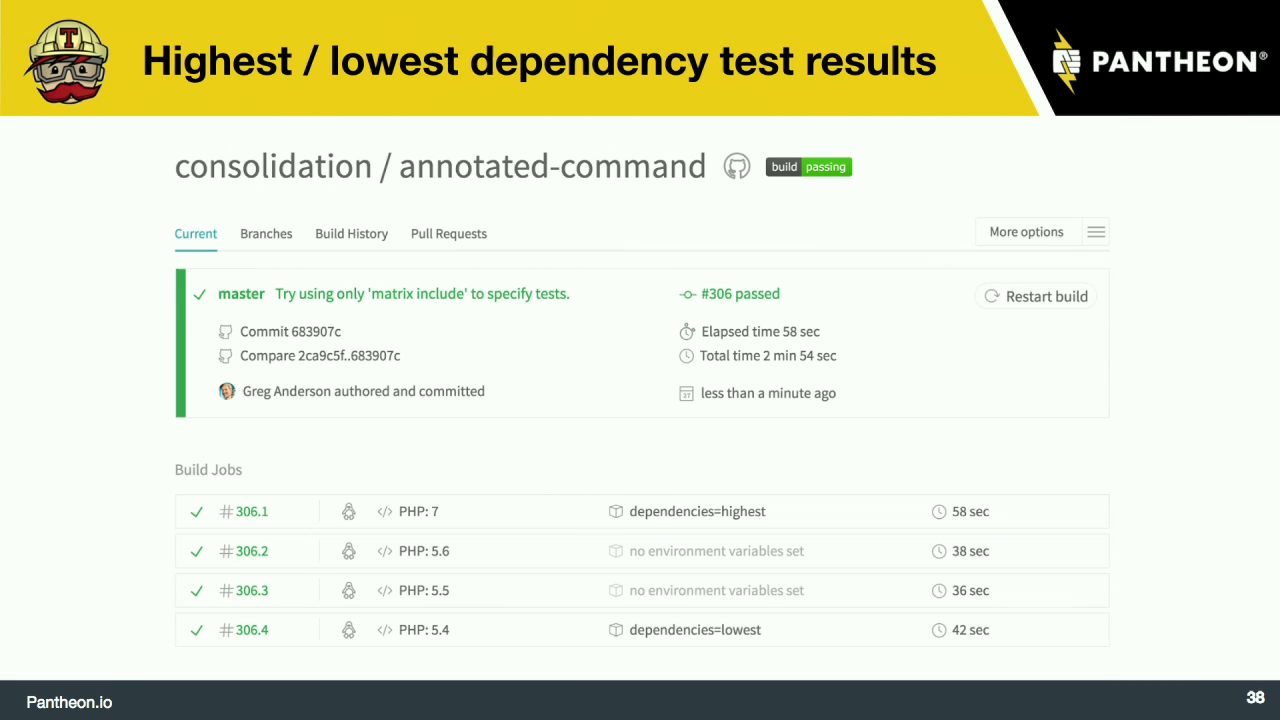 Highest / lowest dependency test results
PANTHEON®
consolidation / annotated-command build passing
Current Branches Build History Pull Requests More options
master Try using only 'matrix include' to specify tests. #306 passed Restart build
Commit 683907c Elapsed time 58 sec
Compare 2ca9c5f..683907c Total time 2 min 54 sec
Greg Anderson authored and committed less than a minute ago
Build Jobs
#306.1 </> PHP: 7 dependencies=highest 58 sec
#306.2 </> PHP: 5.6 no environment variables set 38 sec
#306.3 </> PHP: 5.5 no environment variables set 36 sec
#306.4 </> PHP: 5.4 dependencies=lowest 42 sec
Pantheon.io 38